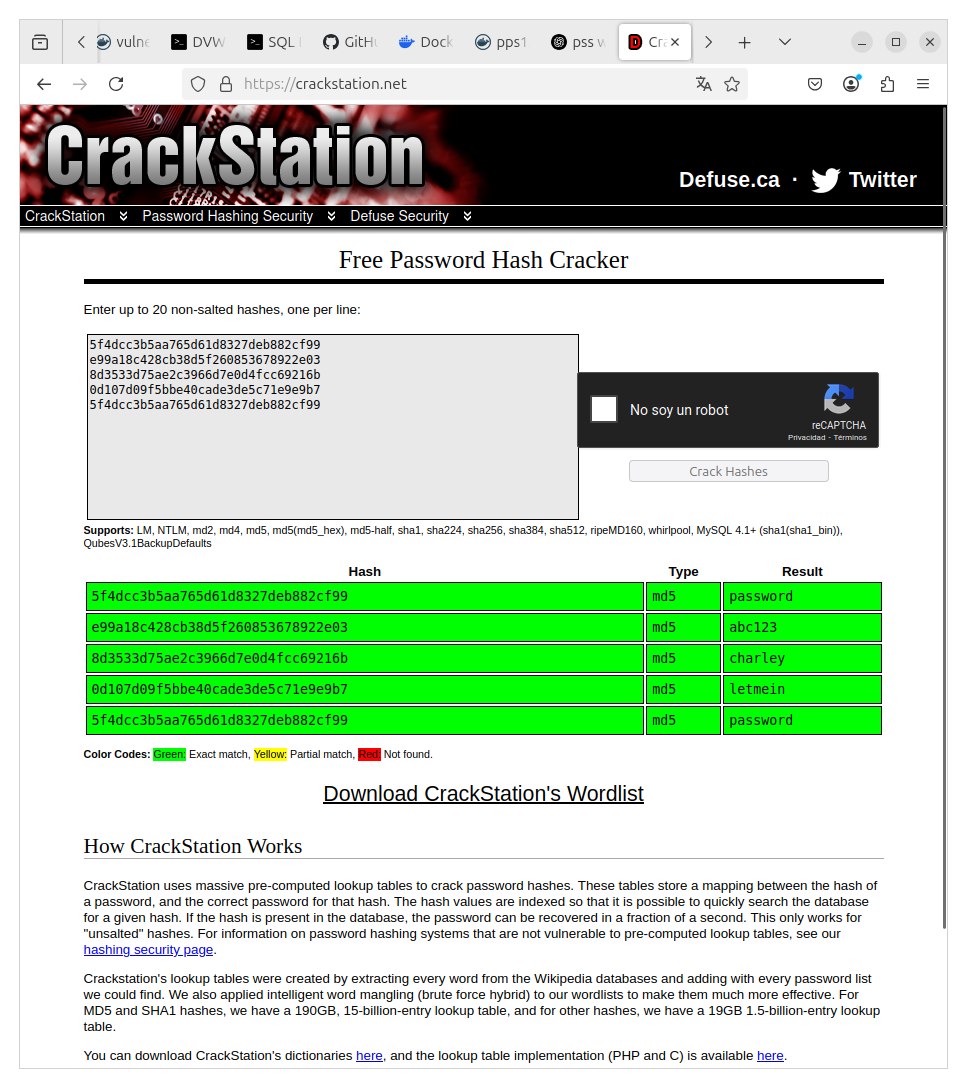 vulne
DVW
SQL
GitH
Dock
pps1
pss w
Cra
https://crackstation.net
CrackStation
Defuse.ca · Twitter
CrackStation Password Hashing Security Defuse Security
Free Password Hash Cracker
Enter up to 20 non-salted hashes, one per line:
5f4dcc3b5aa765d61d8327deb882cf99
e99a18c428cb38d5f260853678922e03
8d3533d75ae2c3966d7e0d4fcc69216b
0d107d09f5bbe40cade3de5c71e9e9b7
5f4dcc3b5aa765d61d8327deb882cf99
No soy un robot
reCAPTCHA
Privacidad - Términos
Crack Hashes
Supports: LM, NTLM, md2, md4, md5, md5(md5_hex), md5-half, sha1, sha224, sha256, sha384, sha512, ripeMD160, whirlpool, MySQL 4.1+ (sha1(sha1_bin)),
QubesV3.1BackupDefaults
Hash Type Result
5f4dcc3b5aa765d61d8327deb882cf99 md5 password
e99a18c428cb38d5f260853678922e03 md5 abc123
8d3533d75ae2c3966d7e0d4fcc69216b md5 charley
0d107d09f5bbe40cade3de5c71e9e9b7 md5 letmein
5f4dcc3b5aa765d61d8327deb882cf99 md5 password
Color Codes: Green: Exact match, Yellow: Partial match, Red: Not found.
Download CrackStation's Wordlist
How CrackStation Works
CrackStation uses massive pre-computed lookup tables to crack password hashes. These tables store a mapping between the hash of
a password, and the correct password for that hash. The hash values are indexed so that it is possible to quickly search the database
for a given hash. If the hash is present in the database, the password can be recovered in a fraction of a second. This only works for
"unsalted" hashes. For information on password hashing systems that are not vulnerable to pre-computed lookup tables, see our
hashing security page.
Crackstation's lookup tables were created by extracting every word from the Wikipedia databases and adding with every password list
we could find. We also applied intelligent word mangling (brute force hybrid) to our wordlists to make them much more effective. For
MD5 and SHA1 hashes, we have a 190GB, 15-billion-entry lookup table, and for other hashes, we have a 19GB 1.5-billion-entry lookup
table.
You can download CrackStation's dictionaries here, and the lookup table implementation (PHP and C) is available here.